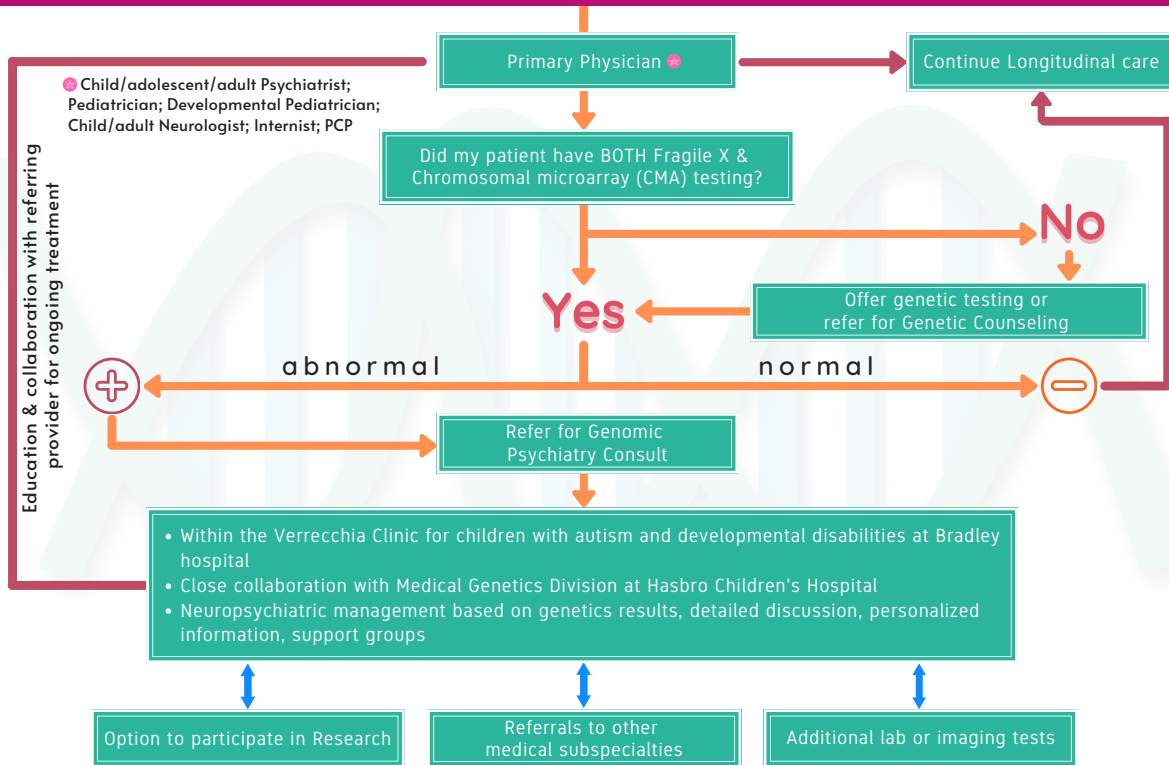 Primary Physician
Continue Longitudinal care
Child/adolescent/adult Psychiatrist;
Pediatrician; Developmental Pediatrician;
Child/adult Neurologist; Internist; PCP
Education & collaboration with referring
provider for ongoing treatment
Did my patient have BOTH Fragile X &
Chromosomal microarray (CMA) testing?
No
Yes
Offer genetic testing or
refer for Genetic Counseling
abnormal
normal
Refer for Genomic
Psychiatry Consult
• Within the Verrecchia Clinic for children with autism and developmental disabilities at Bradley
hospital
• Close collaboration with Medical Genetics Division at Hasbro Children's Hospital
• Neuropsychiatric management based on genetics results, detailed discussion, personalized
information, support groups
Option to participate in Research
Referrals to other
medical subspecialties
Additional lab or imaging tests